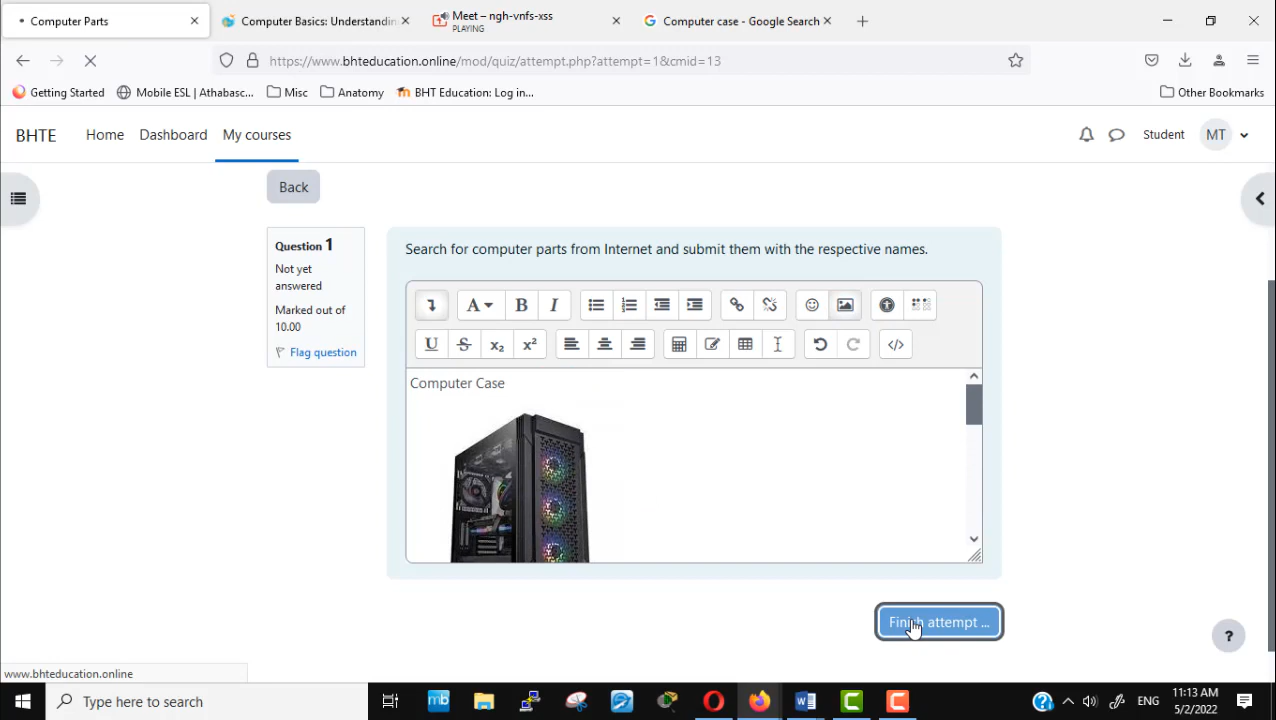 Computer Parts
Computer Basics: Understandin
Meet – ngh-vnfs-xss
PLAYING
Computer case - Google Search
https://www.bhteducation.online/mod/quiz/attempt.php?attempt=1&cmid=13
Getting Started
Mobile ESL | Athabasc...
Misc
Anatomy
BHT Education: Log in...
Other Bookmarks
BHTE
Home
Dashboard
My courses
Student
MT
Back
Question 1
Not yet
answered
Marked out of
10.00
Flag question
Search for computer parts from Internet and submit them with the respective names.
Computer Case
Finish attempt ...
?
www.bhteducation.online
Type here to search
mb
ENG
11:13 AM
5/2/2022